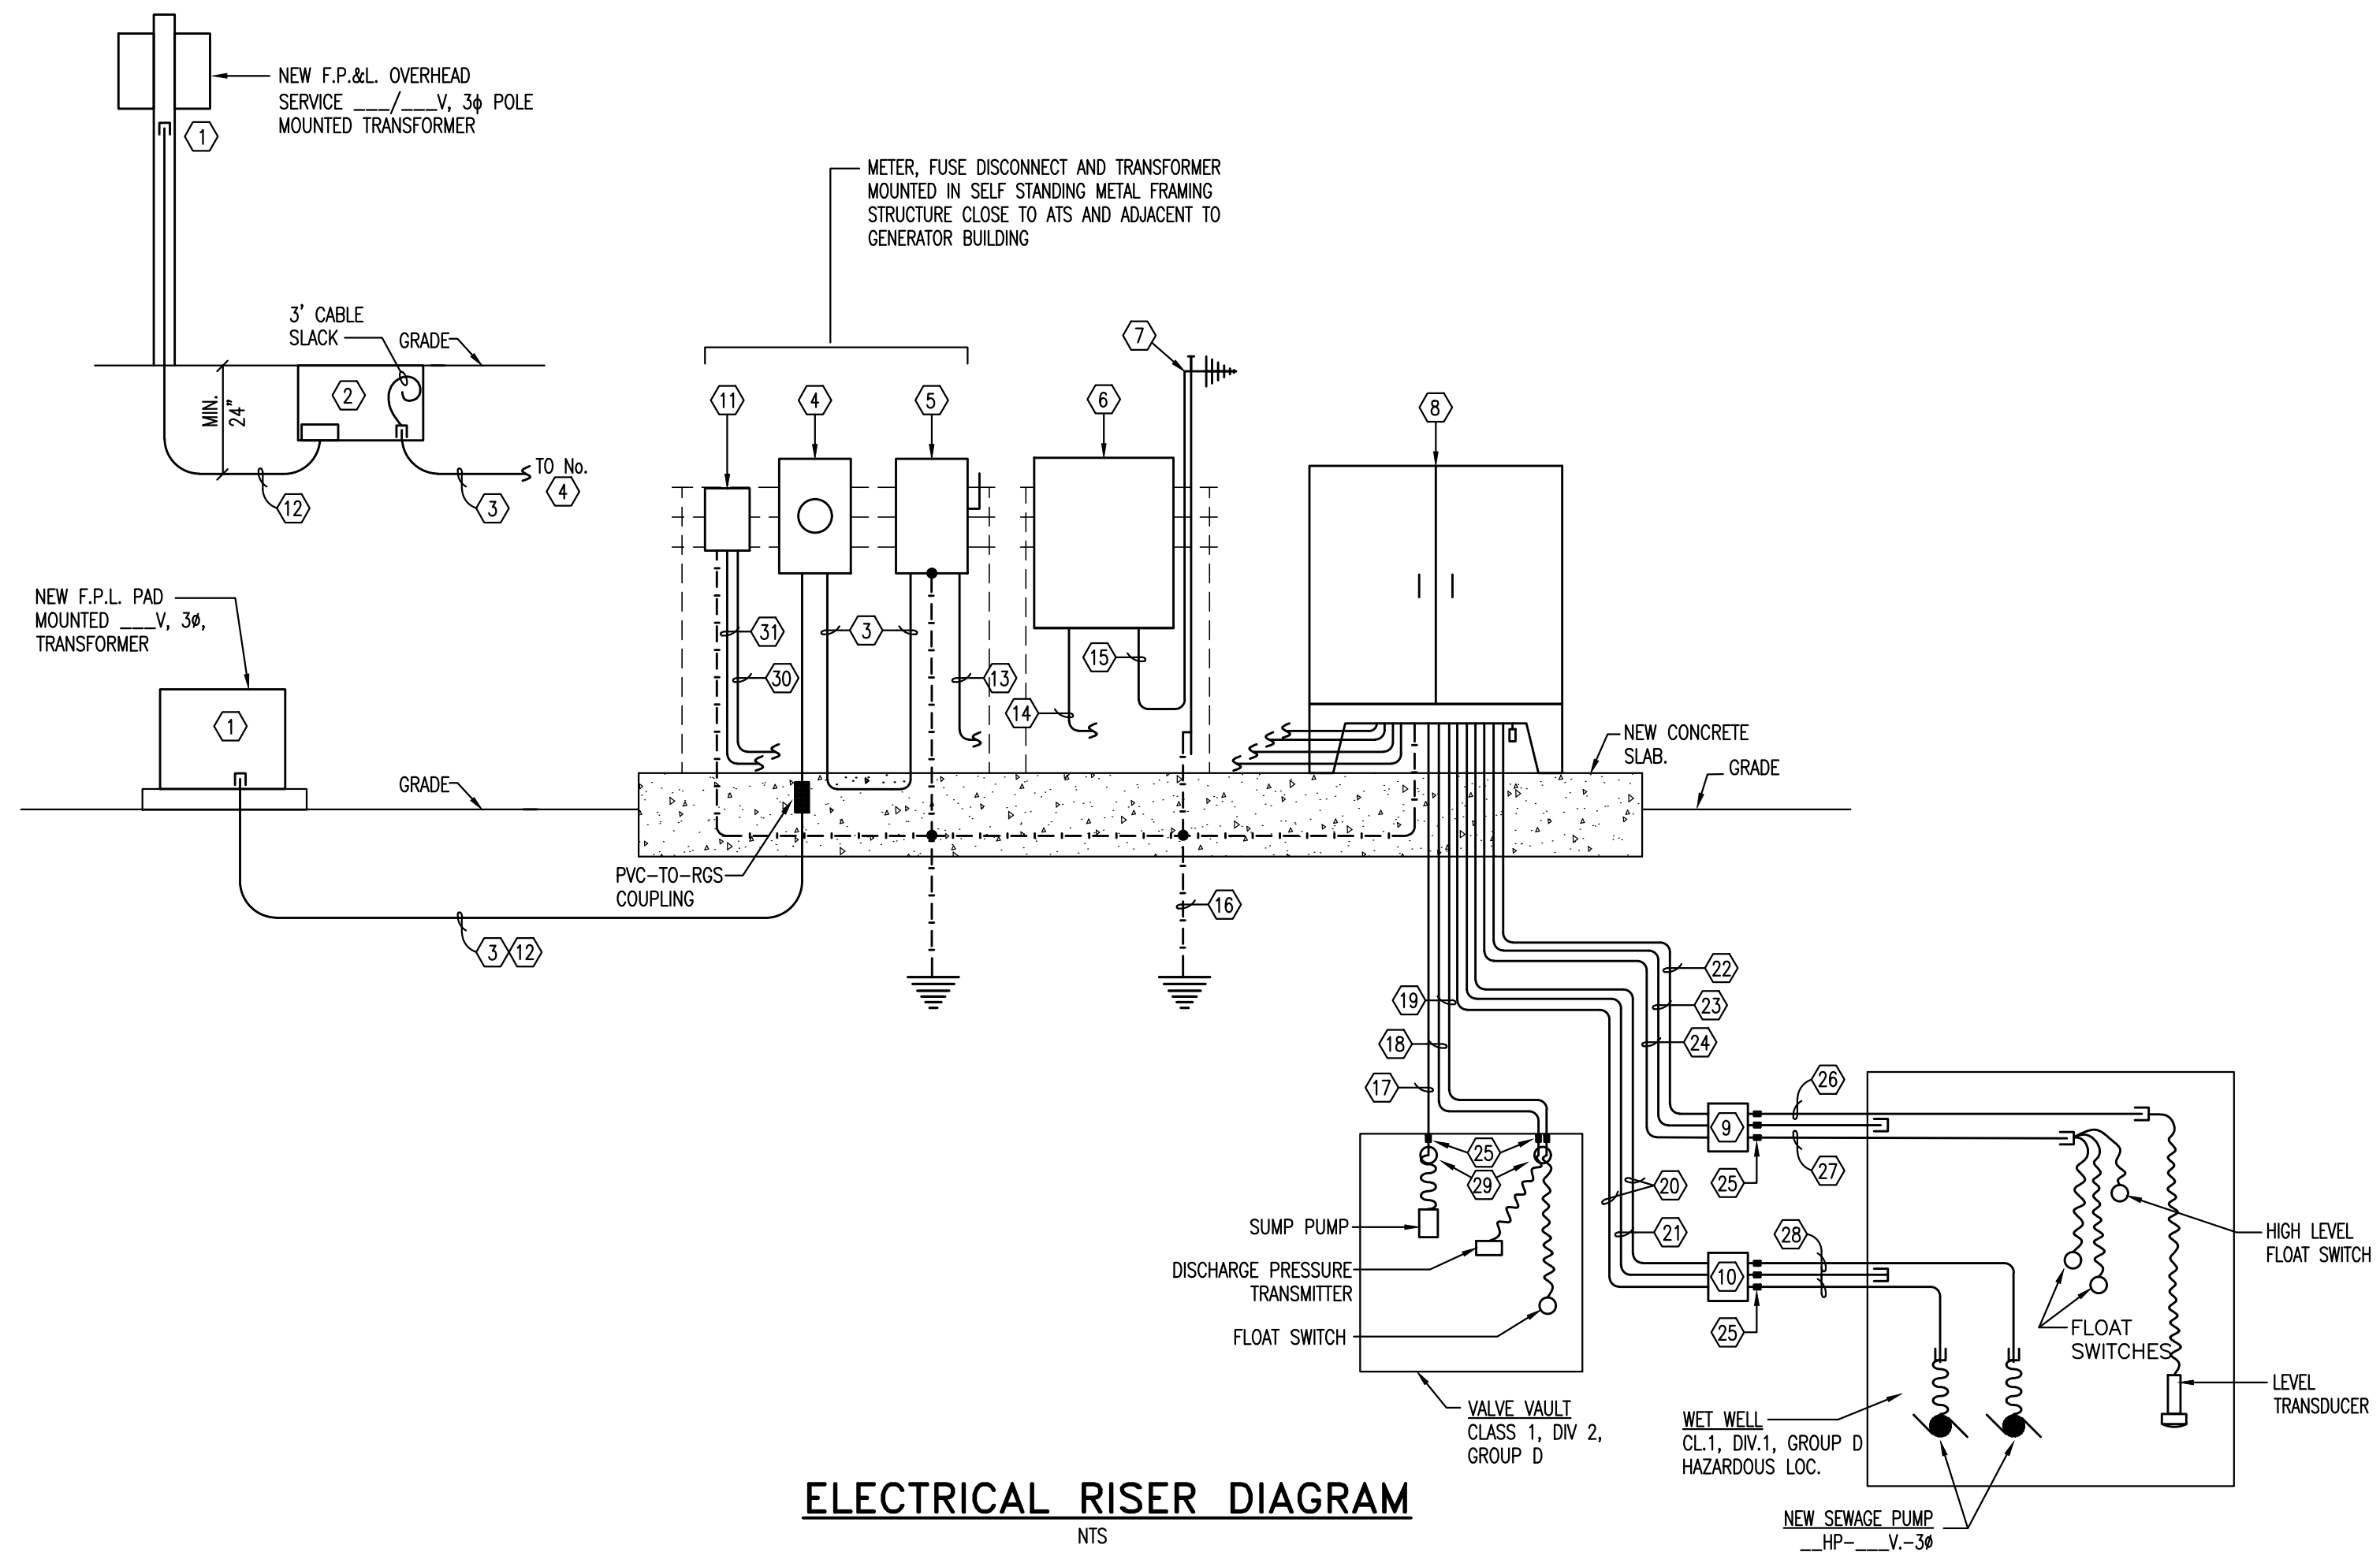 NEW F.P.&L. OVERHEAD
SERVICE ___/___V, 3ϕ POLE
MOUNTED TRANSFORMER
1
METER, FUSE DISCONNECT AND TRANSFORMER
MOUNTED IN SELF STANDING METAL FRAMING
STRUCTURE CLOSE TO ATS AND ADJACENT TO
GENERATOR BUILDING
3' CABLE
SLACK
GRADE
2
MIN.
24"
12
3
TO No.
4
7
11
4
5
6
8
NEW F.P.L. PAD
MOUNTED ___V, 3ø,
TRANSFORMER
1
31
3
30
13
15
14
NEW CONCRETE
SLAB.
GRADE
GRADE
PVC-TO-RGS
COUPLING
16
3
12
22
19
23
18
24
17
26
9
25
27
25
29
20
21
28
10
25
SUMP PUMP
DISCHARGE PRESSURE
TRANSMITTER
FLOAT SWITCH
HIGH LEVEL
FLOAT SWITCH
FLOAT
SWITCHES
LEVEL
TRANSDUCER
VALVE VAULT
CLASS 1, DIV 2,
GROUP D
WET WELL
CL.1, DIV.1, GROUP D
HAZARDOUS LOC.
NEW SEWAGE PUMP
__HP-___V.-3ø
ELECTRICAL RISER DIAGRAM
NTS